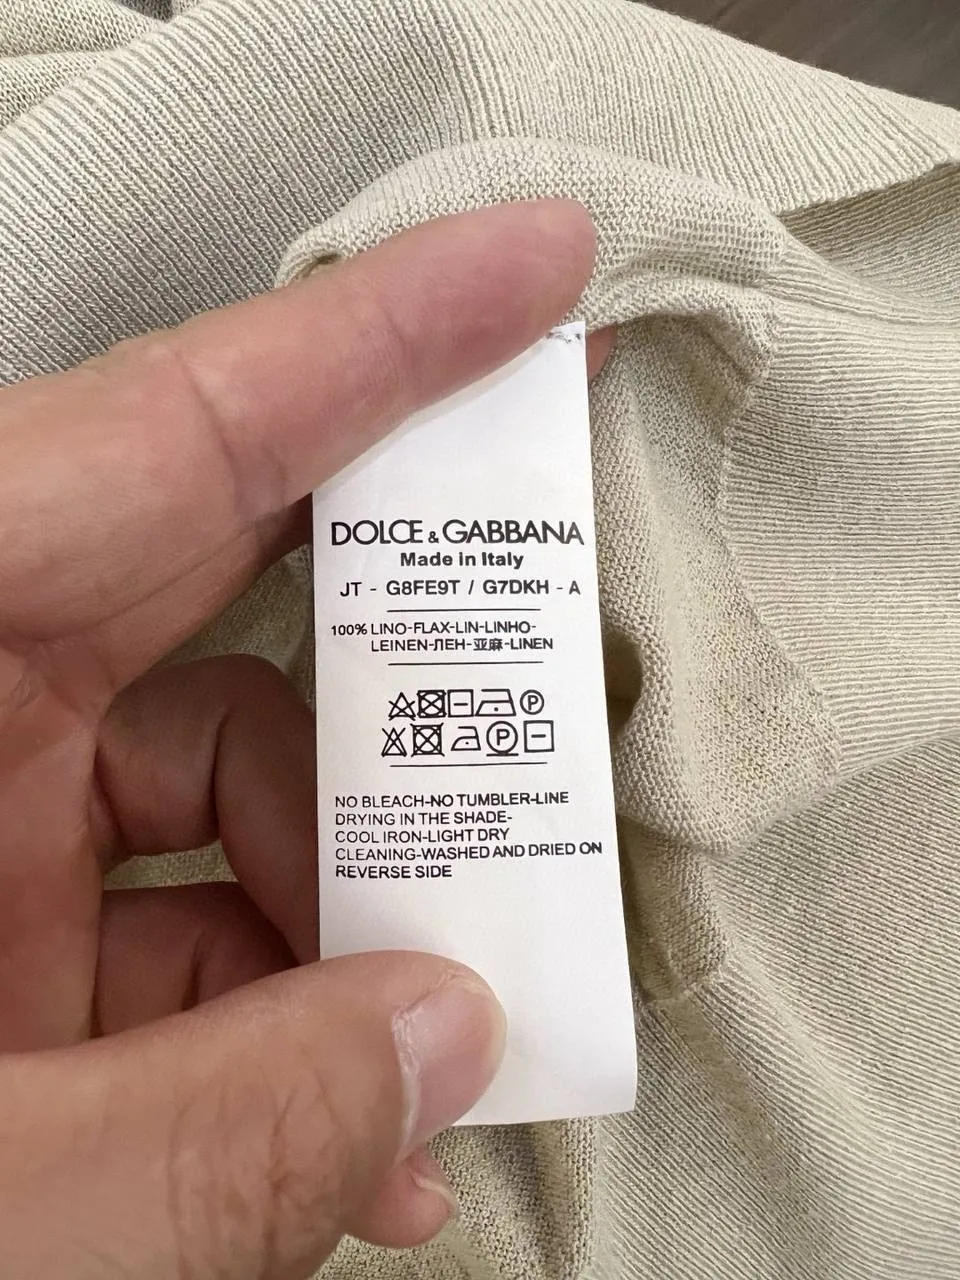 DOLCE & GABBANA
Made in Italy
JT - G8FE9T / G7DKH - A
100% LINO-FLAX-LIN-LINHO-
LEINEN-ЛЕН-亚麻-LINEN
P
P
NO BLEACH-NO TUMBLER-LINE
DRYING IN THE SHADE-
COOL IRON-LIGHT DRY
CLEANING-WASHED AND DRIED ON
REVERSE SIDE